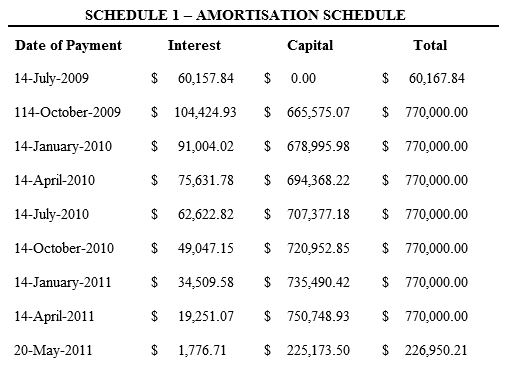 SCHEDULE 1 – AMORTISATION SCHEDULE
Date of Payment Interest Capital Total
14-July-2009 $ 60,157.84 $ 0.00 $ 60,167.84
114-October-2009 $ 104,424.93 $ 665,575.07 $ 770,000.00
14-January-2010 $ 91,004.02 $ 678,995.98 $ 770,000.00
14-April-2010 $ 75,631.78 $ 694,368.22 $ 770,000.00
14-July-2010 $ 62,622.82 $ 707,377.18 $ 770,000.00
14-October-2010 $ 49,047.15 $ 720,952.85 $ 770,000.00
14-January-2011 $ 34,509.58 $ 735,490.42 $ 770,000.00
14-April-2011 $ 19,251.07 $ 750,748.93 $ 770,000.00
20-May-2011 $ 1,776.71 $ 225,173.50 $ 226,950.21